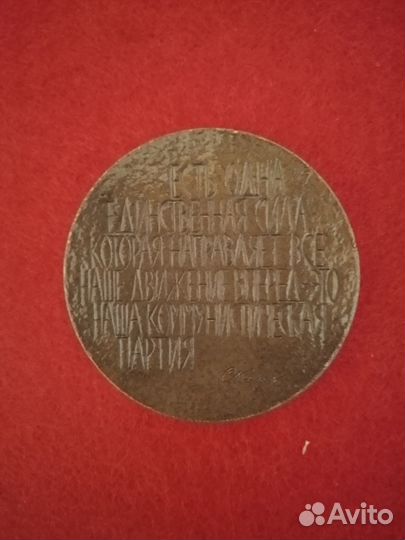 ЕСТЬ ОДНА
ЕДИНСТВЕННАЯ СИЛА
КОТОРАЯ НАПРАВЛЯЕТ ВСЕ
НАШЕ ДВИЖЕНИЕ ВПЕРЕД – ЭТО
НАША КОММУНИСТИЧЕСКАЯ
ПАРТИЯ
Avito